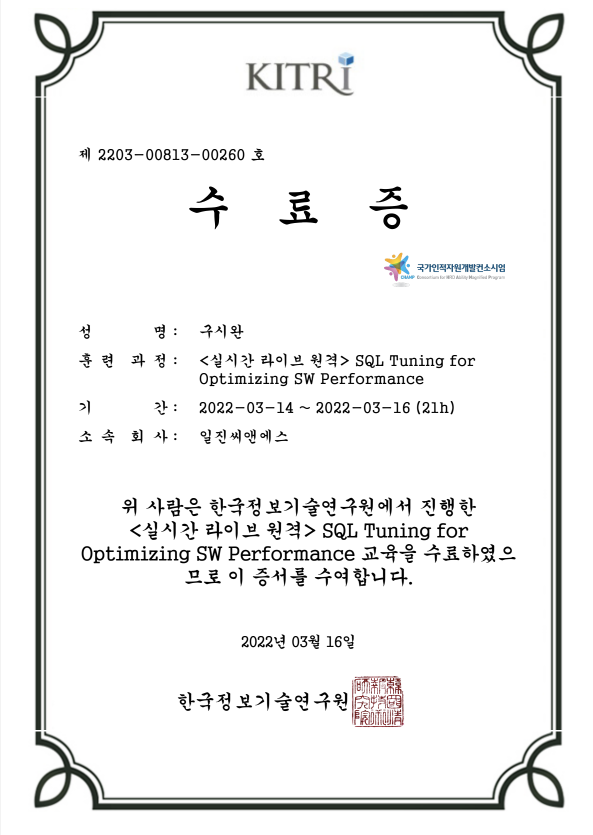 KITRI
제 2203-00813-00260 호
수 료 증
국가인적자원개발컨소시엄
CHAMP Consortium for HRD Ability Magnified Program
성 명 : 구시완
훈 련 과 정 : <실시간 라이브 원격> SQL Tuning for
Optimizing SW Performance
기 간 : 2022-03-14 ~ 2022-03-16 (21h)
소 속 회 사 : 일진씨앤에스
위 사람은 한국정보기술연구원에서 진행한
<실시간 라이브 원격> SQL Tuning for
Optimizing SW Performance 교육을 수료하였으
므로 이 증서를 수여합니다.
2022년 03월 16일
한국정보기술연구원